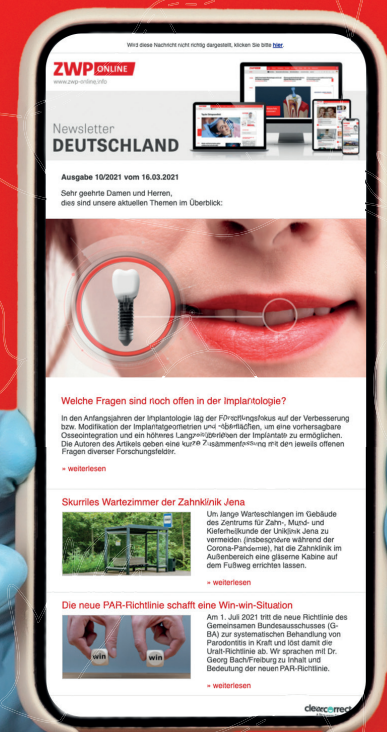 Wird diese Nachricht nicht richtig dargestellt, klicken Sie bitte hier.
ZWP ONLINE
www.zwp-online.info
Newsletter
DEUTSCHLAND
Ausgabe 10/2021 vom 16.03.2021
Sehr geehrte Damen und Herren,
dies sind unsere aktuellen Themen im Überblick:
Welche Fragen sind noch offen in der Implantologie?
In den Anfangsjahren der Implantologie lag der Forschungsfokus auf der Verbesserung
bzw. Modifikation der Implantatgeometrien und -oberflächen, um eine vorhersagbare
Osseointegration und ein höheres Langzeitüberleben der Implantate zu ermöglichen.
Die Autoren des Artikels geben eine kurze Zusammenfassung mit den jeweils offenen
Fragen diverser Forschungsfelder.
» weiterlesen
Skurriles Wartezimmer der Zahnklinik Jena
Um lange Warteschlangen im Gebäude
des Zentrums für Zahn-, Mund- und
Kieferheilkunde der Uniklinik Jena zu
vermeiden (insbesondere während der
Corona-Pandemie), hat die Zahnklinik im
Außenbereich eine gläserne Kabine auf
dem Fußweg errichten lassen.
» weiterlesen
Die neue PAR-Richtlinie schafft eine Win-win-Situation
Am 1. Juli 2021 tritt die neue Richtlinie des
Gemeinsamen Bundesausschusses (G-
BA) zur systematischen Behandlung von
Parodontitis in Kraft und löst damit die
Uralt-Richtlinie ab. Wir sprachen mit Dr.
Georg Bach/Freiburg zu Inhalt und
Bedeutung der neuen PAR-Richtlinie.
win win
» weiterlesen
clearcorrect